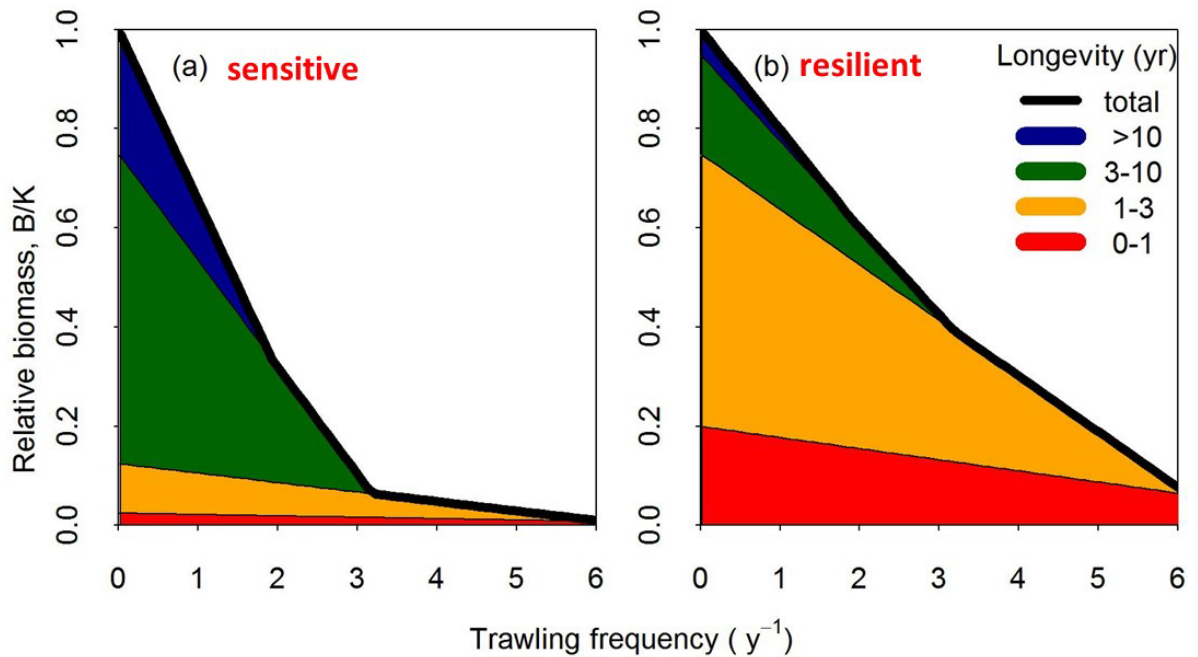 (a) sensitive
(b) resilient
Longevity (yr)
total
>10
3-10
1-3
0-1
Relative biomass, B/K
0.0 0.2 0.4 0.6 0.8 1.0
0.0 0.2 0.4 0.6 0.8 1.0
0 1 2 3 4 5 6
0 1 2 3 4 5 6
Trawling frequency ( y⁻¹)